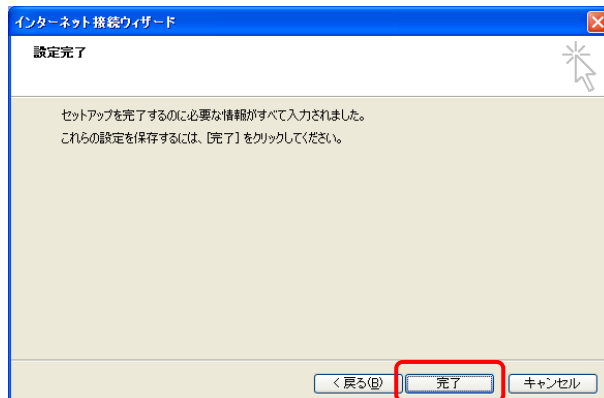 インターネット接続ウィザード
設定完了
セットアップを完了するのに必要な情報がすべて入力されました。
これらの設定を保存するには、[完了] をクリックしてください。
< 戻る(B)
完了
キャンセル